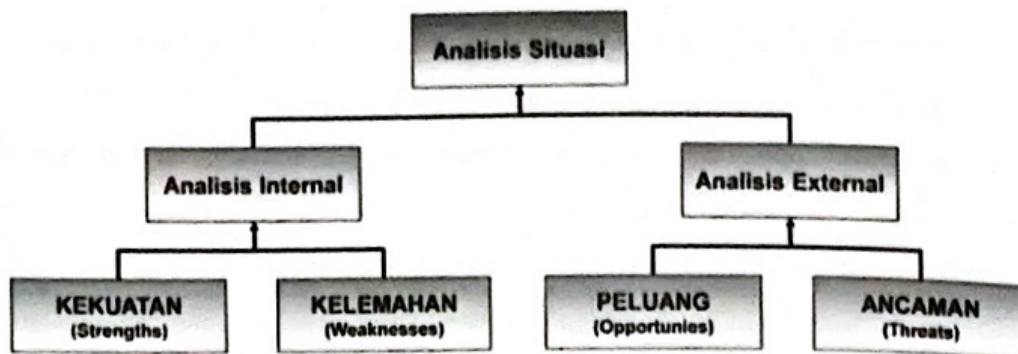 Analisis Situasi
Analisis Internal
Analisis External
KEKUATAN
(Strengths)
KELEMAHAN
(Weaknesses)
PELUANG
(Opportunies)
ANCAMAN
(Threats)